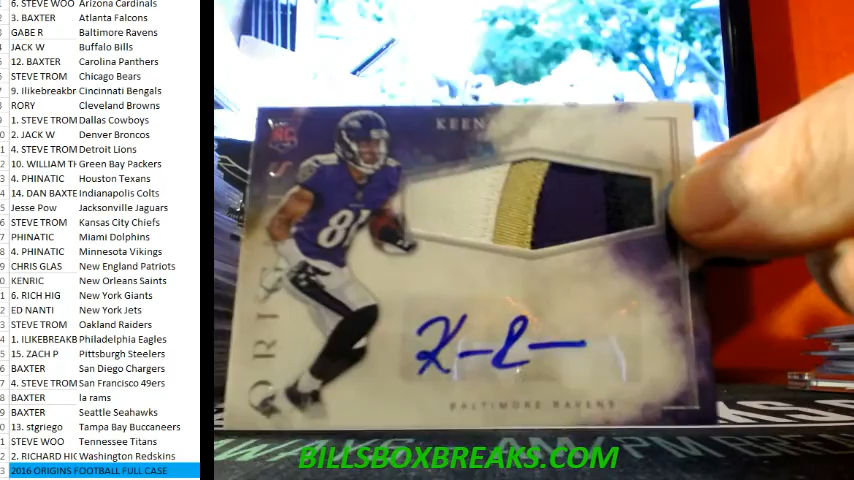 6. STEVE WOO Arizona Cardinals
3. BAXTER Atlanta Falcons
GABE R Baltimore Ravens
JACK W Buffalo Bills
12. BAXTER Carolina Panthers
STEVE TROM Chicago Bears
9. Ilikebreakbr Cincinnati Bengals
RORY Cleveland Browns
1. STEVE TROM Dallas Cowboys
2. JACK W Denver Broncos
4. STEVE TROM Detroit Lions
10. WILLIAM TH Green Bay Packers
4. PHINATIC Houston Texans
14. DAN BAXTE Indianapolis Colts
Jesse Pow Jacksonville Jaguars
STEVE TROM Kansas City Chiefs
PHINATIC Miami Dolphins
4. PHINATIC Minnesota Vikings
CHRIS GLAS New England Patriots
KENRIC New Orleans Saints
6. RICH HIG New York Giants
ED NANTI New York Jets
STEVE TROM Oakland Raiders
1. ILIKEBREAKB Philadelphia Eagles
15. ZACH P Pittsburgh Steelers
BAXTER San Diego Chargers
4. STEVE TROM San Francisco 49ers
BAXTER la rams
BAXTER Seattle Seahawks
13. stgriego Tampa Bay Buccaneers
STEVE WOO Tennessee Titans
2. RICHARD HIG Washington Redskins
2016 ORIGINS FOOTBALL FULL CASE
RC
KEEN
81
BALTIMORE RAVENS
AM/PM BREA
BILLSBOXBREAKS.COM